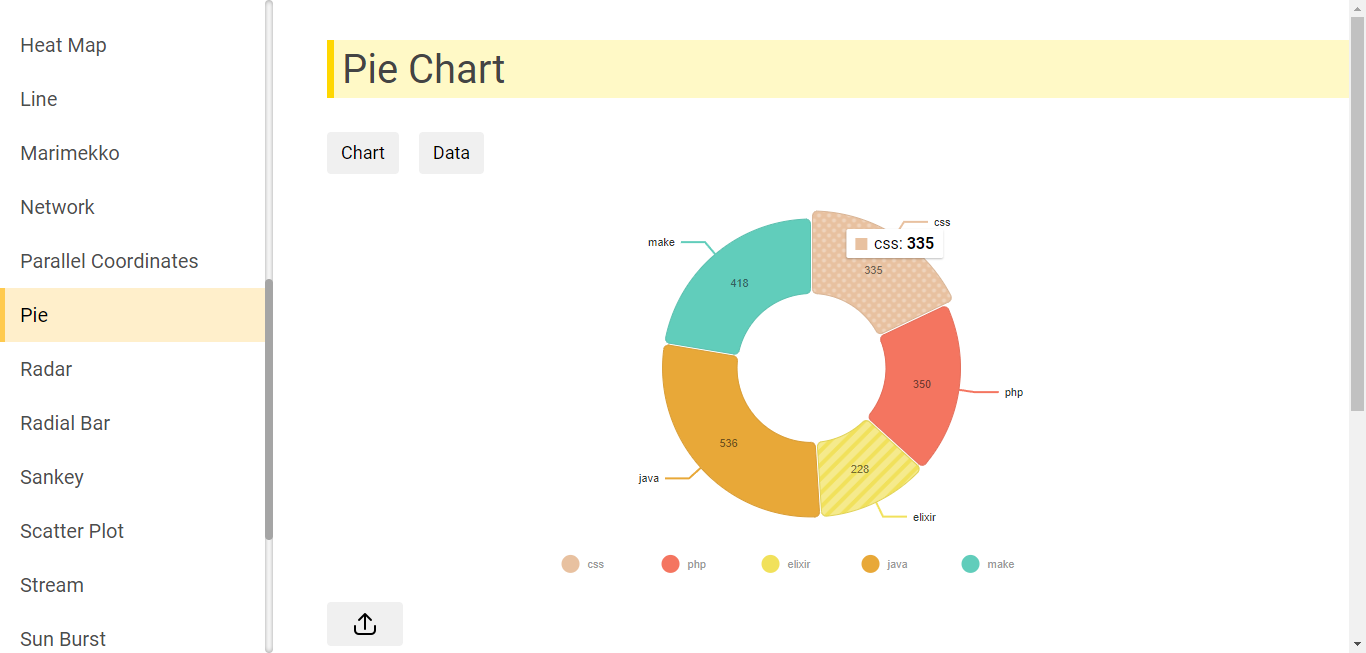 Heat Map
Line
Marimekko
Network
Parallel Coordinates
Pie
Radar
Radial Bar
Sankey
Scatter Plot
Stream
Sun Burst
Pie Chart
Chart
Data
css
make
css: 335
335
418
350
php
536
228
java
elixir
css
php
elixir
java
make